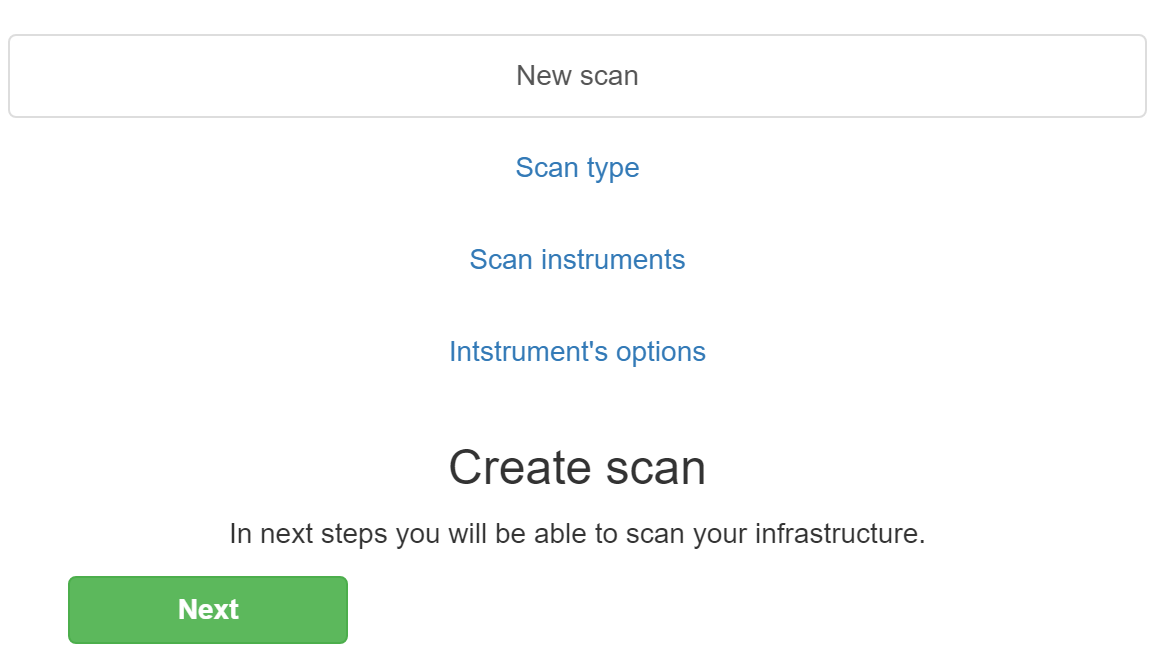 New scan
Scan type
Scan instruments
Intstrument's options
Create scan
In next steps you will be able to scan your infrastructure.
Next